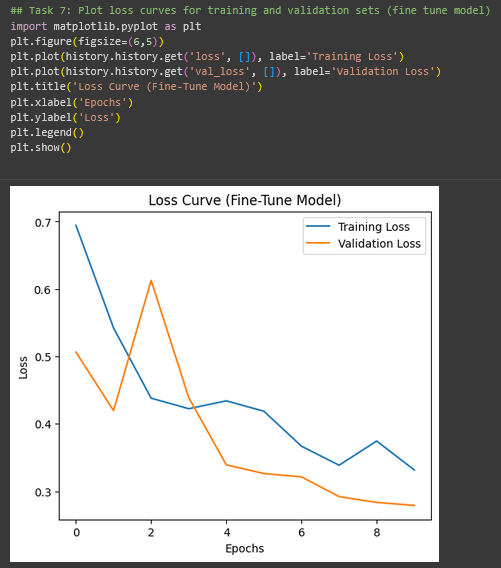 ## Task 7: Plot loss curves for training and validation sets (fine tune model)
import matplotlib.pyplot as plt
plt.figure(figsize=(6,5))
plt.plot(history.history.get('loss', []), label='Training Loss')
plt.plot(history.history.get('val_loss', []), label='Validation Loss')
plt.title('Loss Curve (Fine-Tune Model)')
plt.xlabel('Epochs')
plt.ylabel('Loss')
plt.legend()
plt.show()
Loss Curve (Fine-Tune Model)
Training Loss
Validation Loss
0.7
0.6
0.5
0.4
0.3
Loss
0 2 4 6 8
Epochs